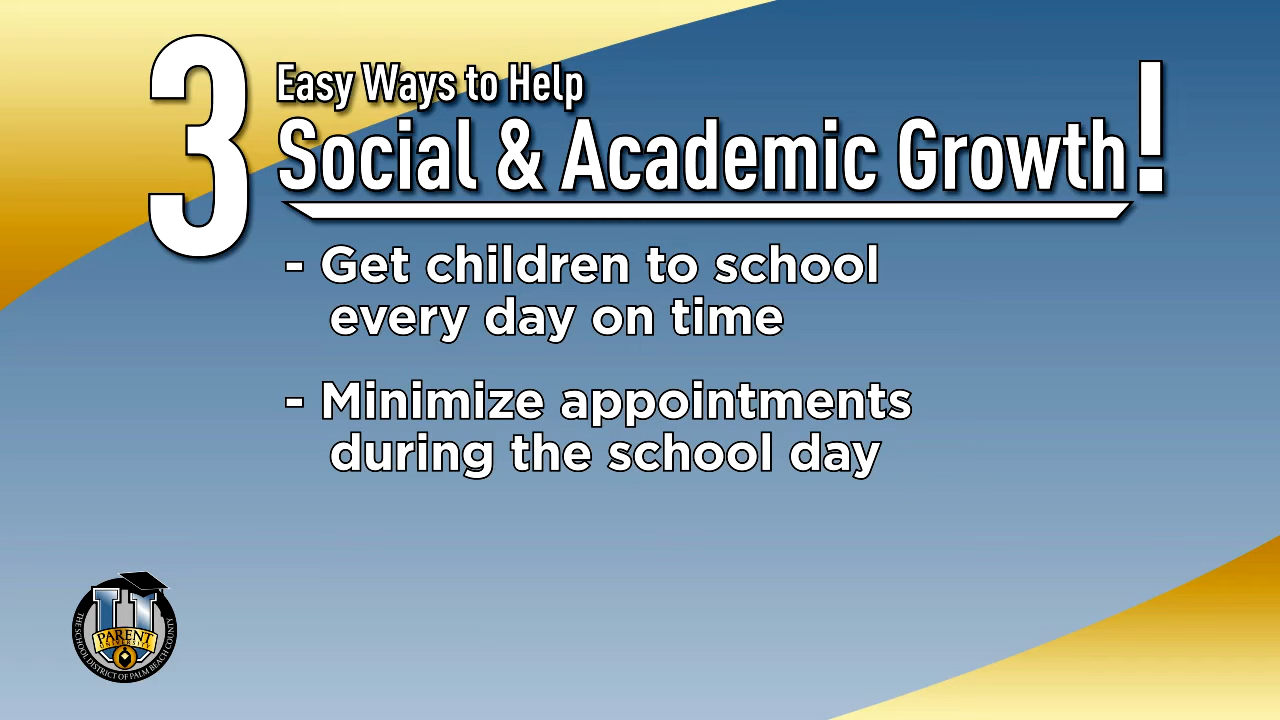 3
Easy Ways to Help
Social & Academic Growth!
- Get children to school
every day on time
- Minimize appointments
during the school day
U
PARENT
UNIVERSITY
THE SCHOOL DISTRICT OF PALM BEACH COUNTY